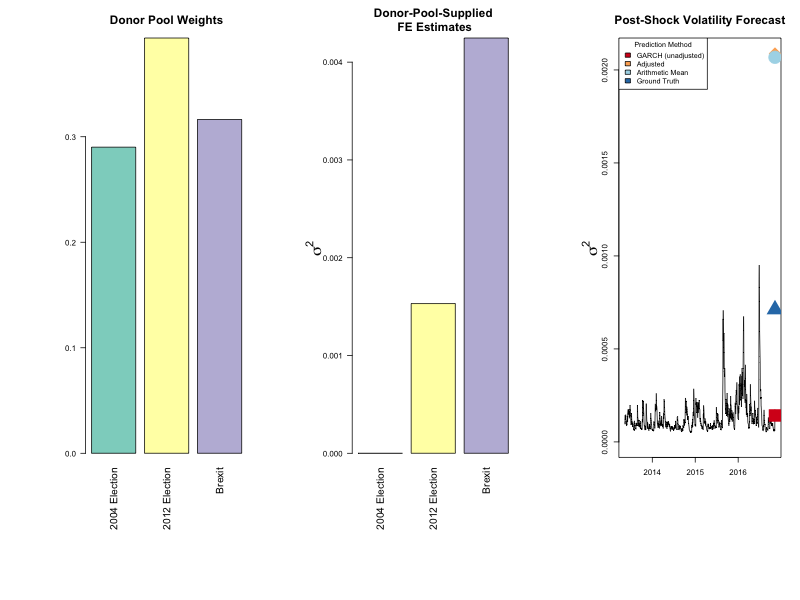 Donor Pool Weights
0.3
0.2
0.1
0.0
2004 Election
2012 Election
Brexit
Donor-Pool-Supplied
FE Estimates
σ2
0.004
0.003
0.002
0.001
0.000
2004 Election
2012 Election
Brexit
Post-Shock Volatility Forecast
σ2
0.0020
0.0015
0.0010
0.0005
0.0000
Prediction Method
GARCH (unadjusted)
Adjusted
Arithmetic Mean
Ground Truth
2014 2015 2016